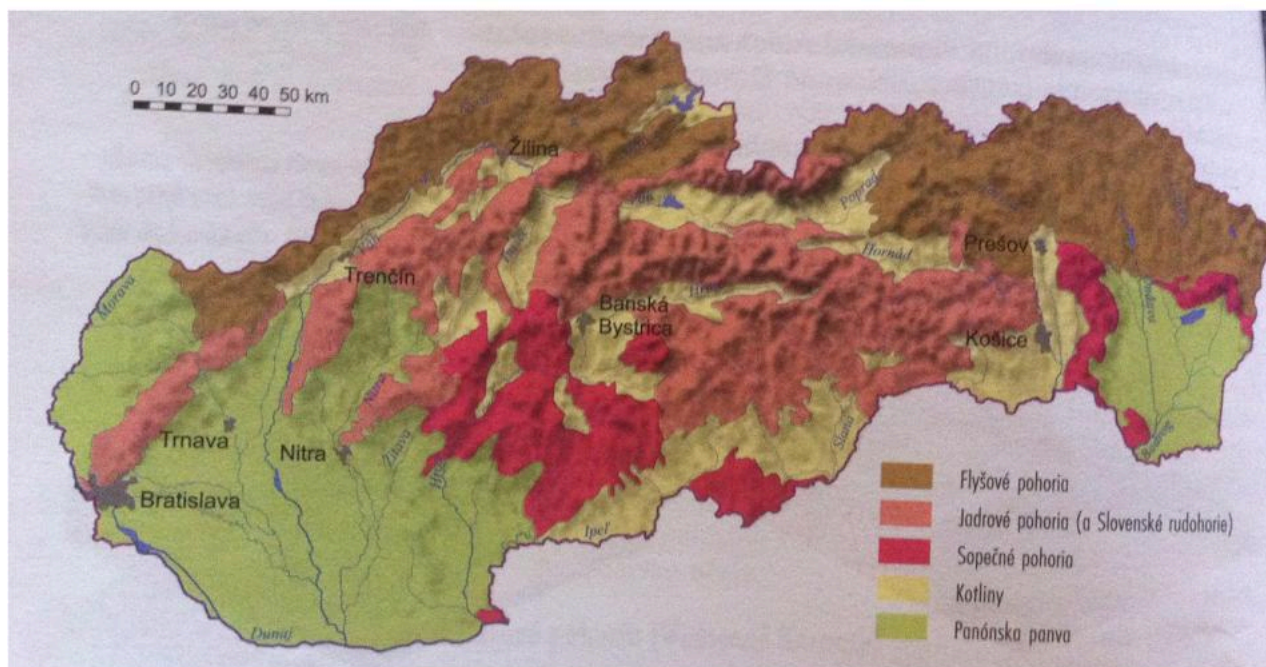 0 10 20 30 40 50 km
Žilina
Poprad
Hornád
Prešov
Trenčín
Morava
Banská
Bystrica
Košice
Trnava
Nitra
Nitra
Žitava
Slaná
Bodrog
Bratislava
Ipeľ
Dunaj
Flyšové pohoria
Jadrové pohoria (a Slovenské rudohorie)
Sopečné pohoria
Kotliny
Panónska panva